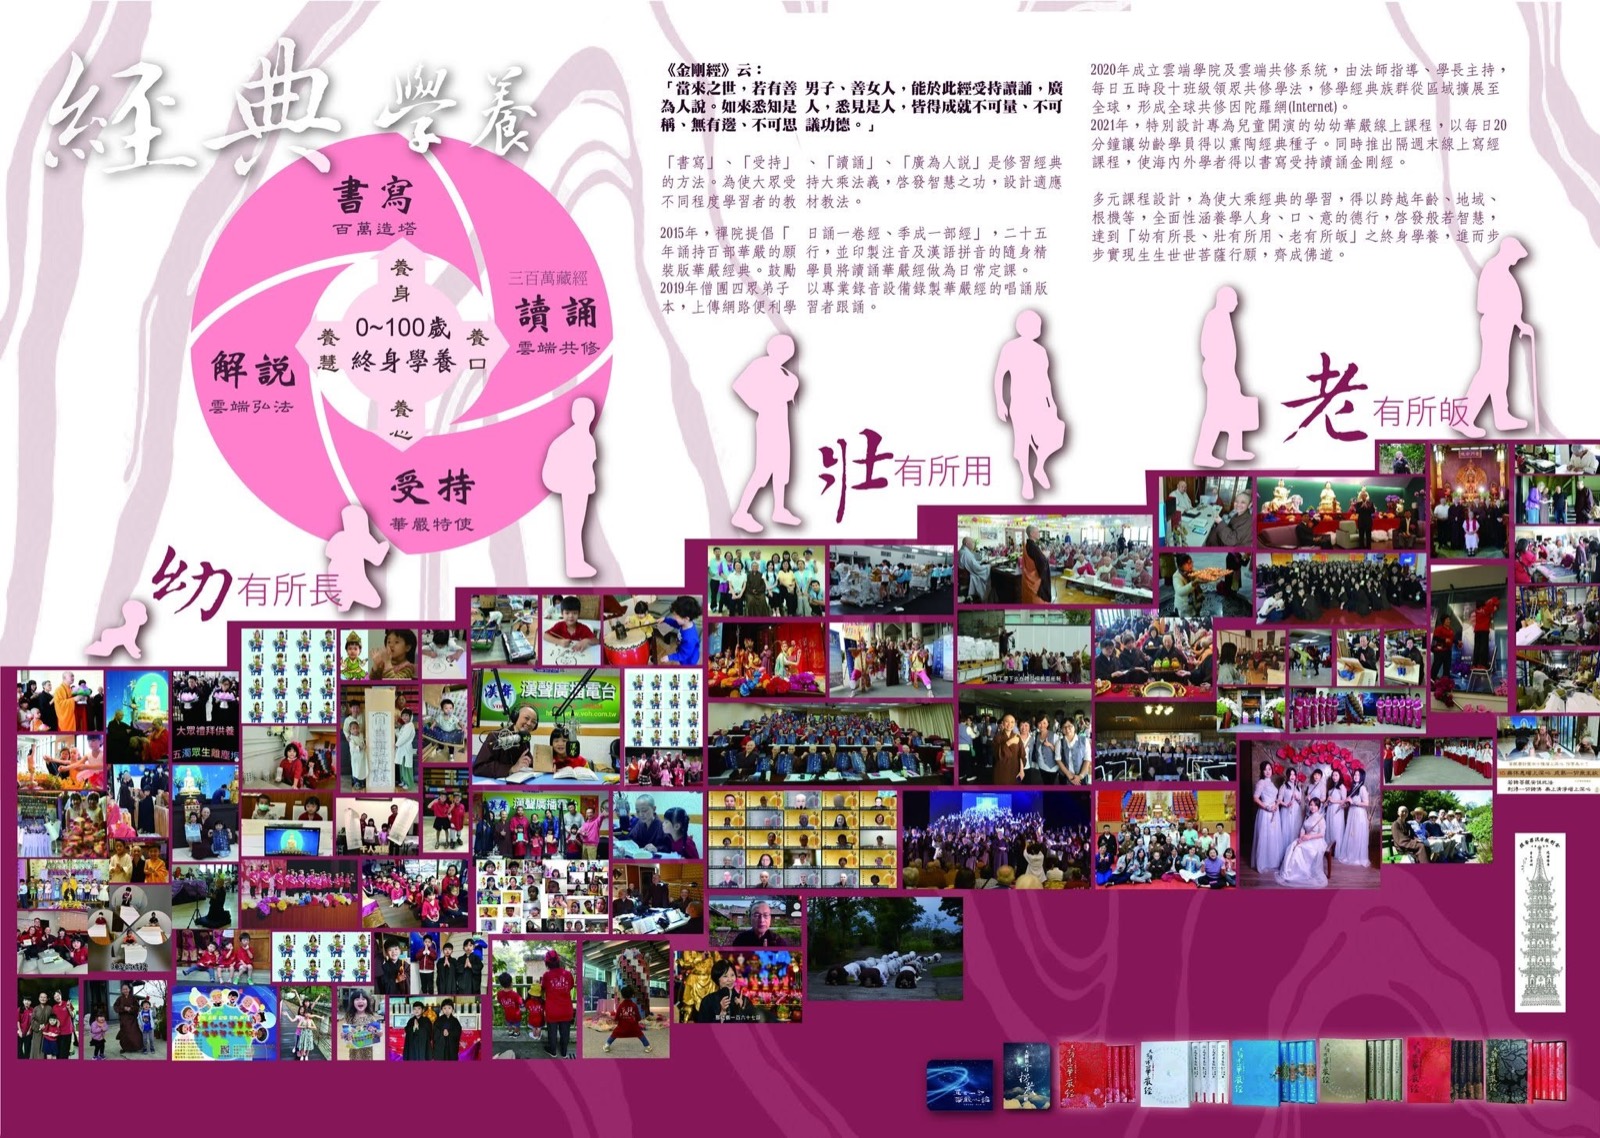 經典學養
書寫
百萬造塔
三百萬藏經
讀誦
雲端共修
解說
雲端弘法
受持
華嚴特使
養身
養口
養心
養慧
0~100歲
終身學養
《金剛經》云：
「當來之世，若有善 男子、善女人，能於此經受持讀誦，廣
為人說。如來悉知是 人，悉見是人，皆得成就不可量、不可
稱、無有邊、不可思 議功德。」
「書寫」、「受持」 、「讀誦」、「廣為人說」是修習經典
的方法。為使大眾受 持大乘法義，啓發智慧之功，設計適應
不同程度學習者的教 材教法。
2015年，禪院提倡「 日誦一卷經、季成一部經」，二十五
年誦持百部華嚴的願 行，並印製注音及漢語拼音的隨身精
裝版華嚴經典。鼓勵 學員將讀誦華嚴經做為日常定課。
2019年僧團四眾弟子 以專業錄音設備錄製華嚴經的唱誦版
本，上傳網路便利學 習者跟誦。
2020年成立雲端學院及雲端共修系統，由法師指導、學長主持，
每日五時段十班級領眾共修學法，修學經典族群從區域擴展至
全球，形成全球共修因陀羅網(Internet)。
2021年，特別設計專為兒童開演的幼幼華嚴線上課程，以每日20
分鐘讓幼齡學員得以熏陶經典種子。同時推出隔週末線上寫經
課程，使海內外學者得以書寫受持讀誦金剛經。
多元課程設計，為使大乘經典的學習，得以跨越年齡、地域、
根機等，全面性涵養學人身、口、意的德行，啓發般若智慧，
達到「幼有所長、壯有所用、老有所皈」之終身學養，進而步
步實現生生世世菩薩行願，齊成佛道。
幼有所長
壯有所用
老有所皈
大眾禮拜供養
五濁眾生離塵垢
漢聲廣播電台
www.voh.com.tw